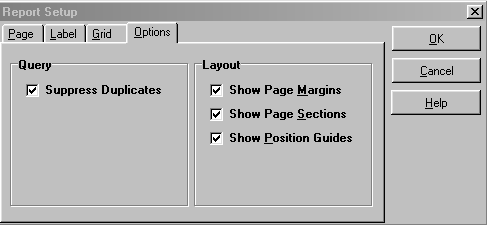 Report Setup
Page Label Grid Options
OK
Query Layout
Cancel
Suppress Duplicates Show Page Margins
Help
Show Page Sections
Show Position Guides